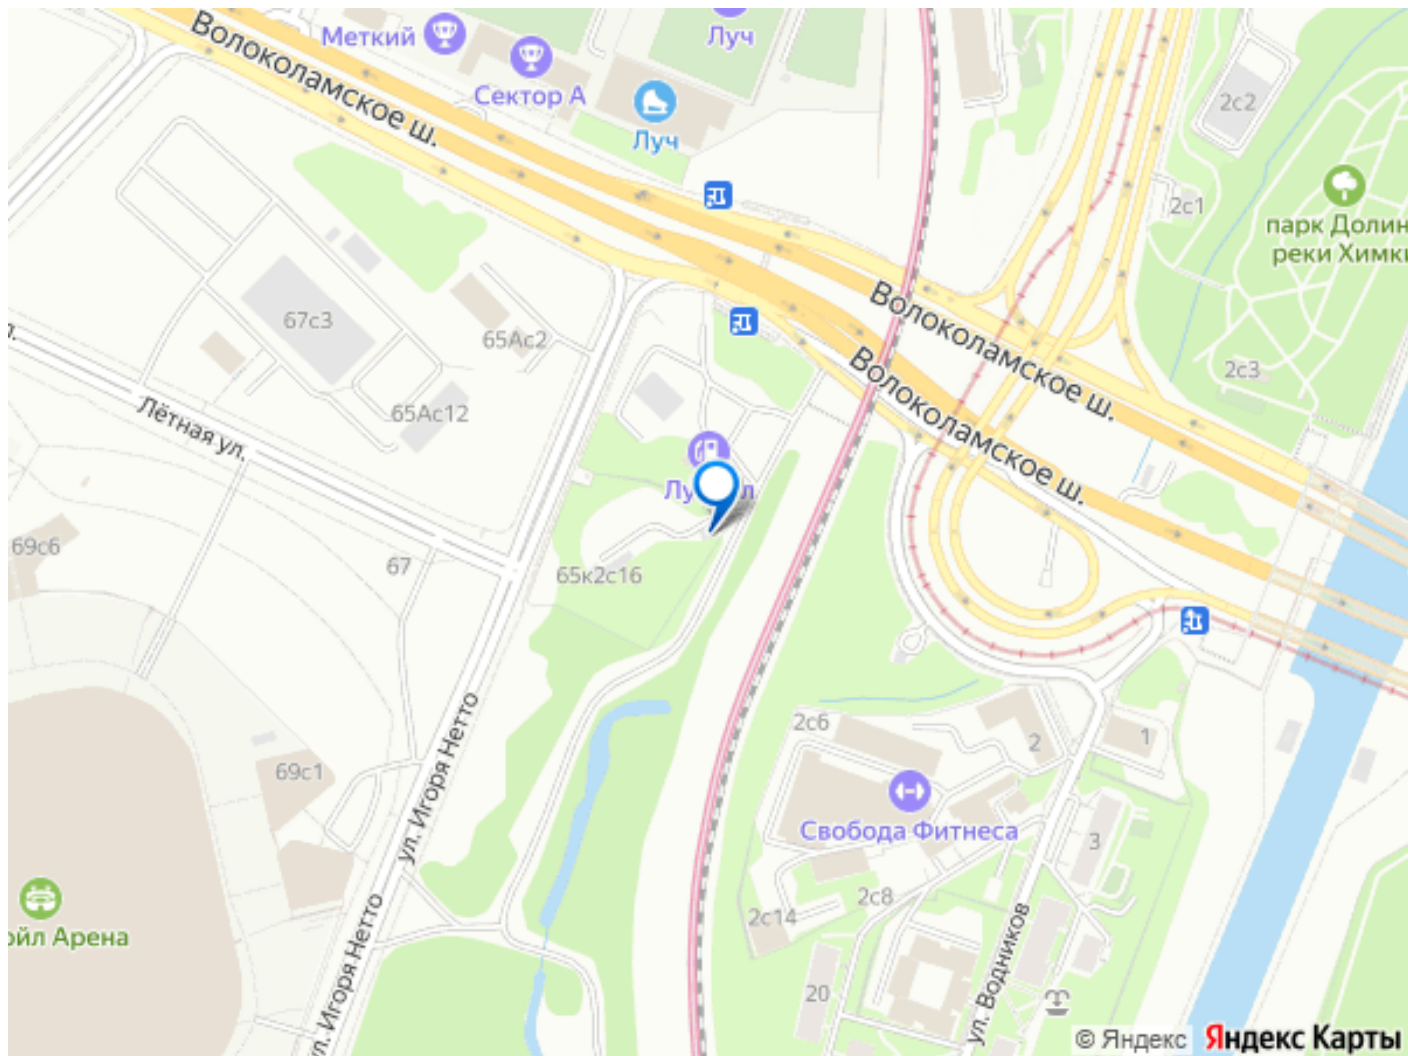 Меткий
Луч
Волоколамское ш.
Сектор А
Луч
2с2
2с1
парк Долин
реки Химки
Волоколамское ш.
67с3
65Ас2
Волоколамское ш.
2с3
65Ас12
Лётная ул.
69с6
67
65к2с16
2с6
2
1
69с1
ул. Игоря Нетто
Свобода Фитнеса
3
2с8
2с14
ойл Арена
ул. Игоря Нетто
20
ул. Водников
© Яндекс Яндекс Карты